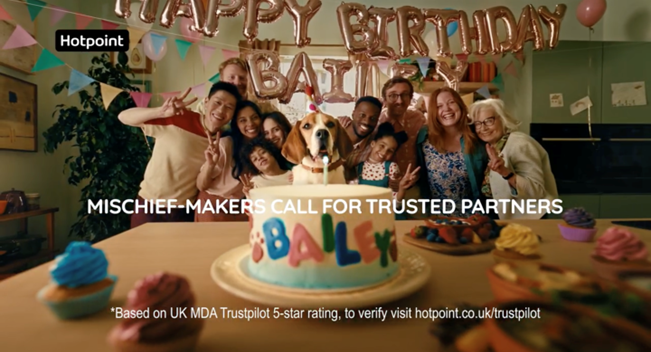 HAPPY BIRTHDAY
BAILEY
Hotpoint
MISCHIEF-MAKERS CALL FOR TRUSTED PARTNERS
BAILEY
*Based on UK MDA Trustpilot 5-star rating, to verify visit hotpoint.co.uk/trustpilot